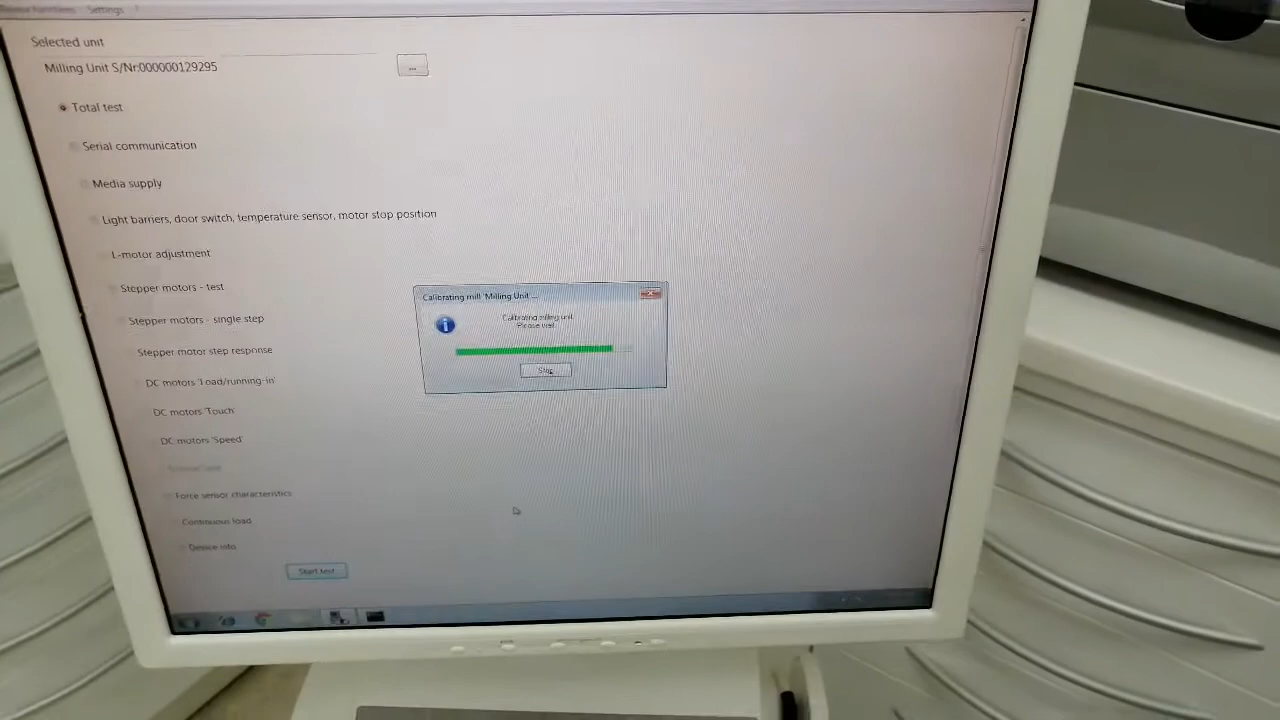 Settings ?
Selected unit
Milling Unit S/Nr:000000129295
...
Total test
Serial communication
Media supply
Light barriers, door switch, temperature sensor, motor stop position
L-motor adjustment
Stepper motors - test
Stepper motors - single step
Stepper motor step response
DC motors 'Load/running-in'
DC motors 'Touch'
DC motors 'Speed'
Force sensor characteristics
Continuous load
Device info
Start test
Calibrating mill 'Milling Unit' ...
Calibrating milling unit.
Please wait.
Stop